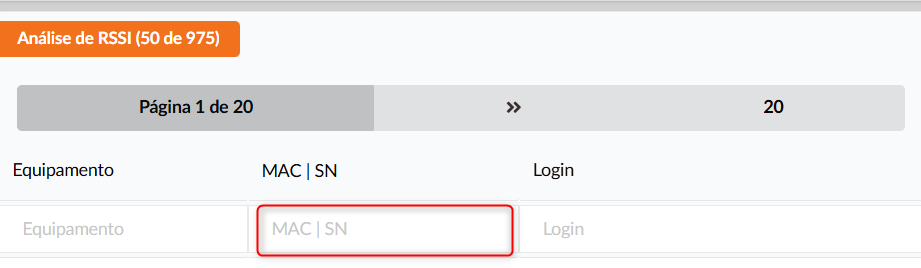 Análise de RSSI (50 de 975)
Página 1 de 20 » 20
Equipamento MAC | SN Login
Equipamento MAC | SN Login